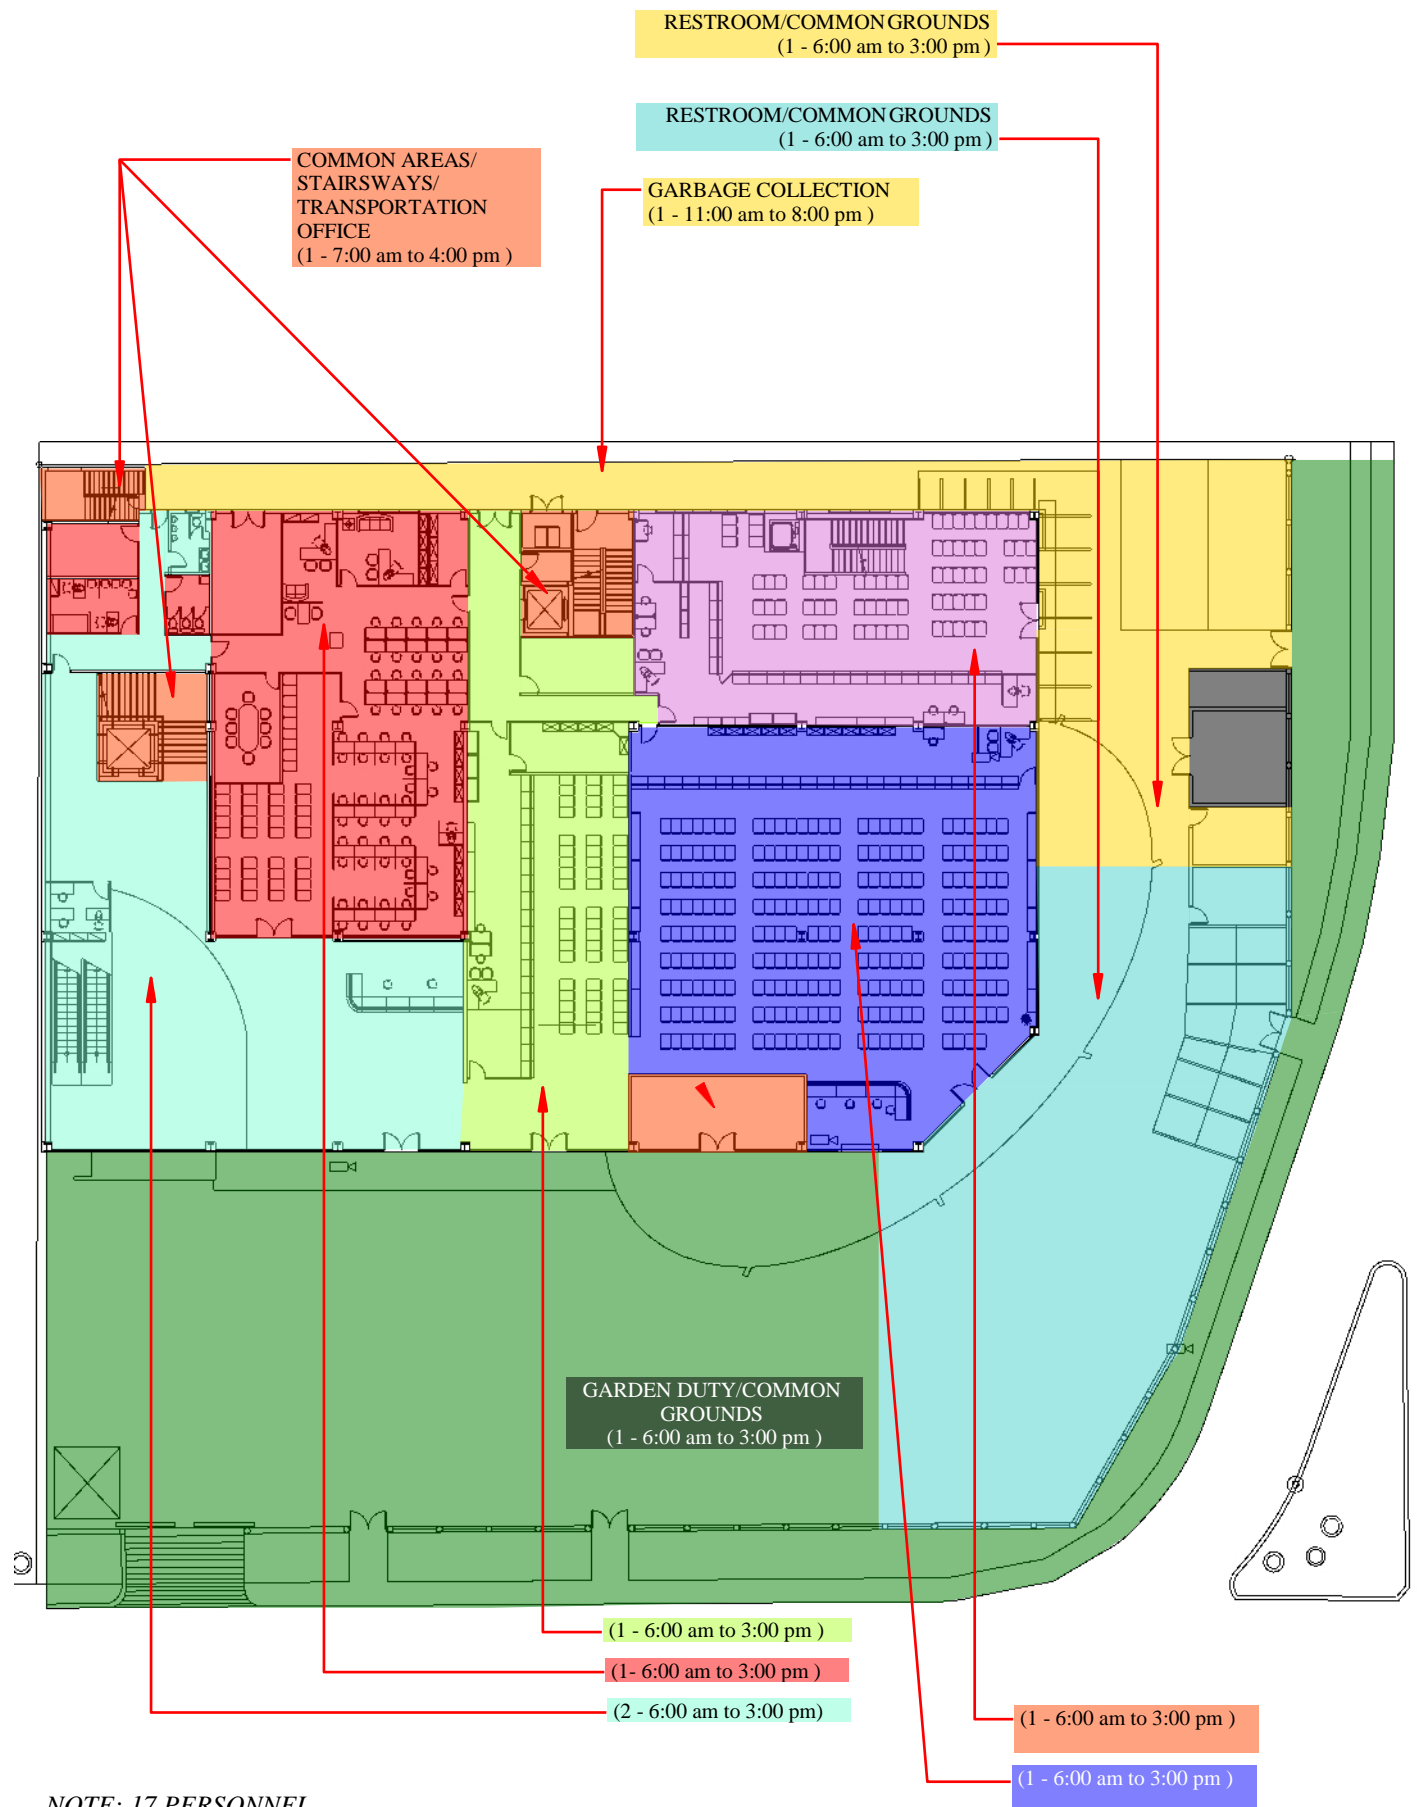 RESTROOM/COMMON GROUNDS
(1 - 6:00 am to 3:00 pm )
RESTROOM/COMMON GROUNDS
(1 - 6:00 am to 3:00 pm )
COMMON AREAS/
STAIRSWAYS/
TRANSPORTATION
OFFICE
(1 - 7:00 am to 4:00 pm )
GARBAGE COLLECTION
(1 - 11:00 am to 8:00 pm )
GARDEN DUTY/COMMON
GROUNDS
(1 - 6:00 am to 3:00 pm )
(1 - 6:00 am to 3:00 pm )
(1- 6:00 am to 3:00 pm )
(2 - 6:00 am to 3:00 pm)
(1 - 6:00 am to 3:00 pm )
(1 - 6:00 am to 3:00 pm )
NOTE: 17 PERSONNEL